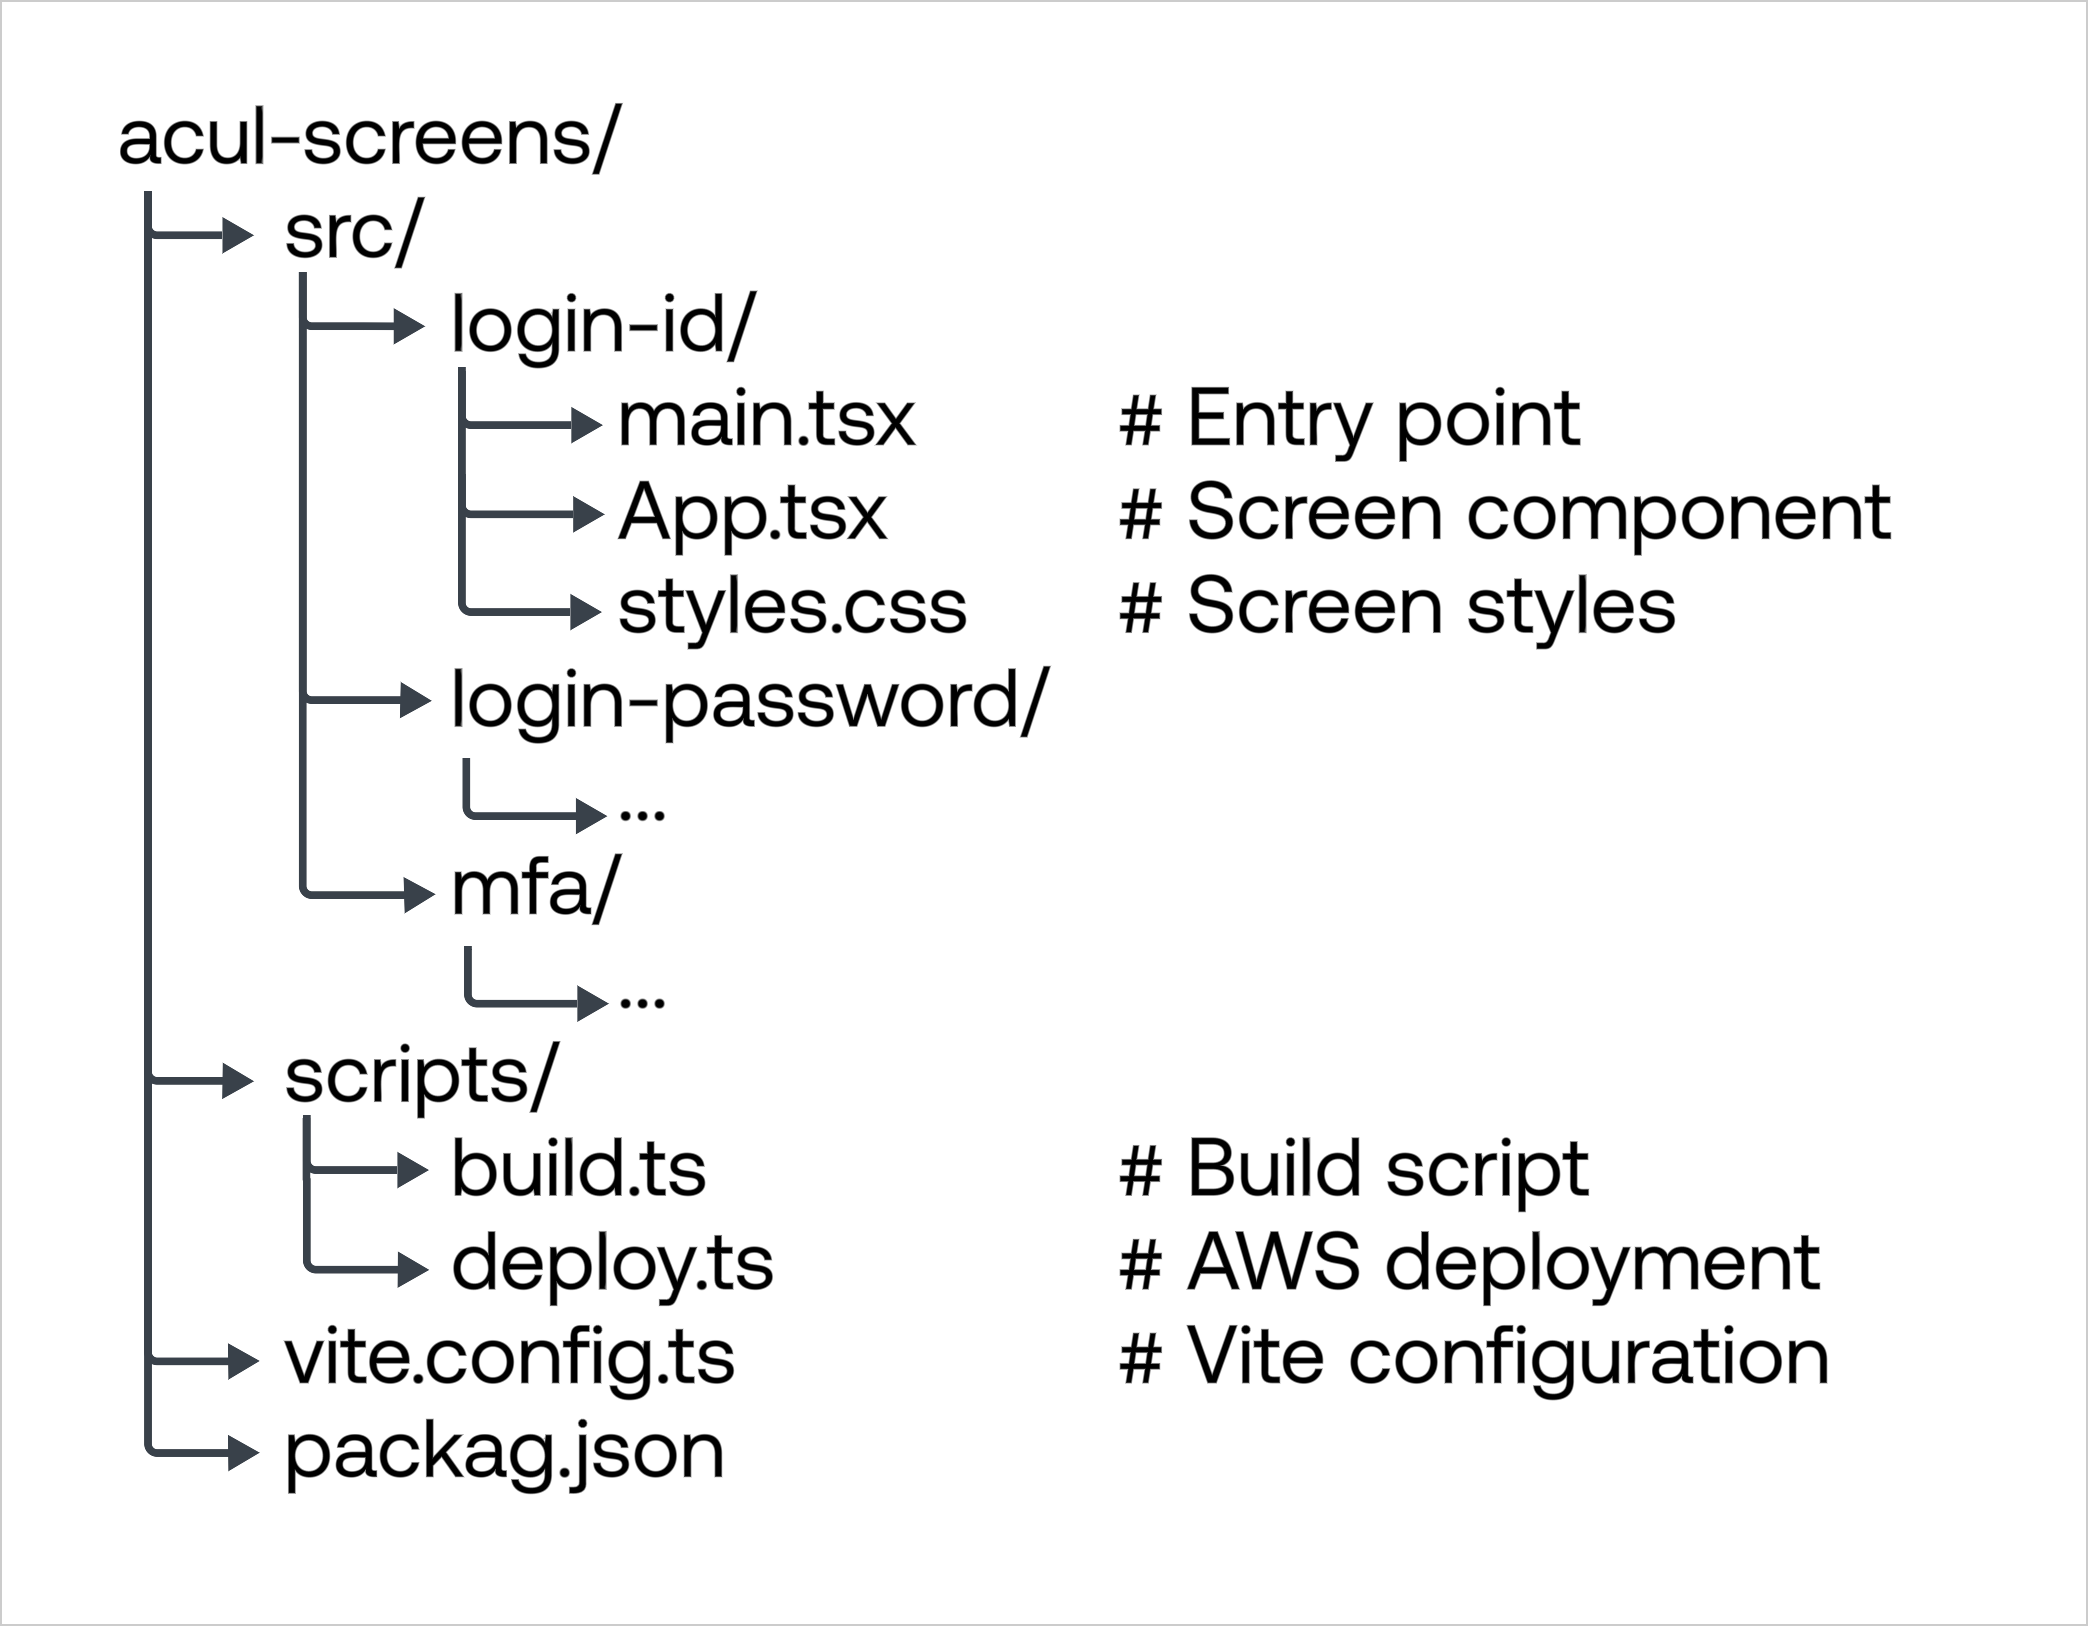 acul-screens/
src/
login-id/
main.tsx # Entry point
App.tsx # Screen component
styles.css # Screen styles
login-password/
...
mfa/
...
scripts/
build.ts # Build script
deploy.ts # AWS deployment
vite.config.ts # Vite configuration
packag.json